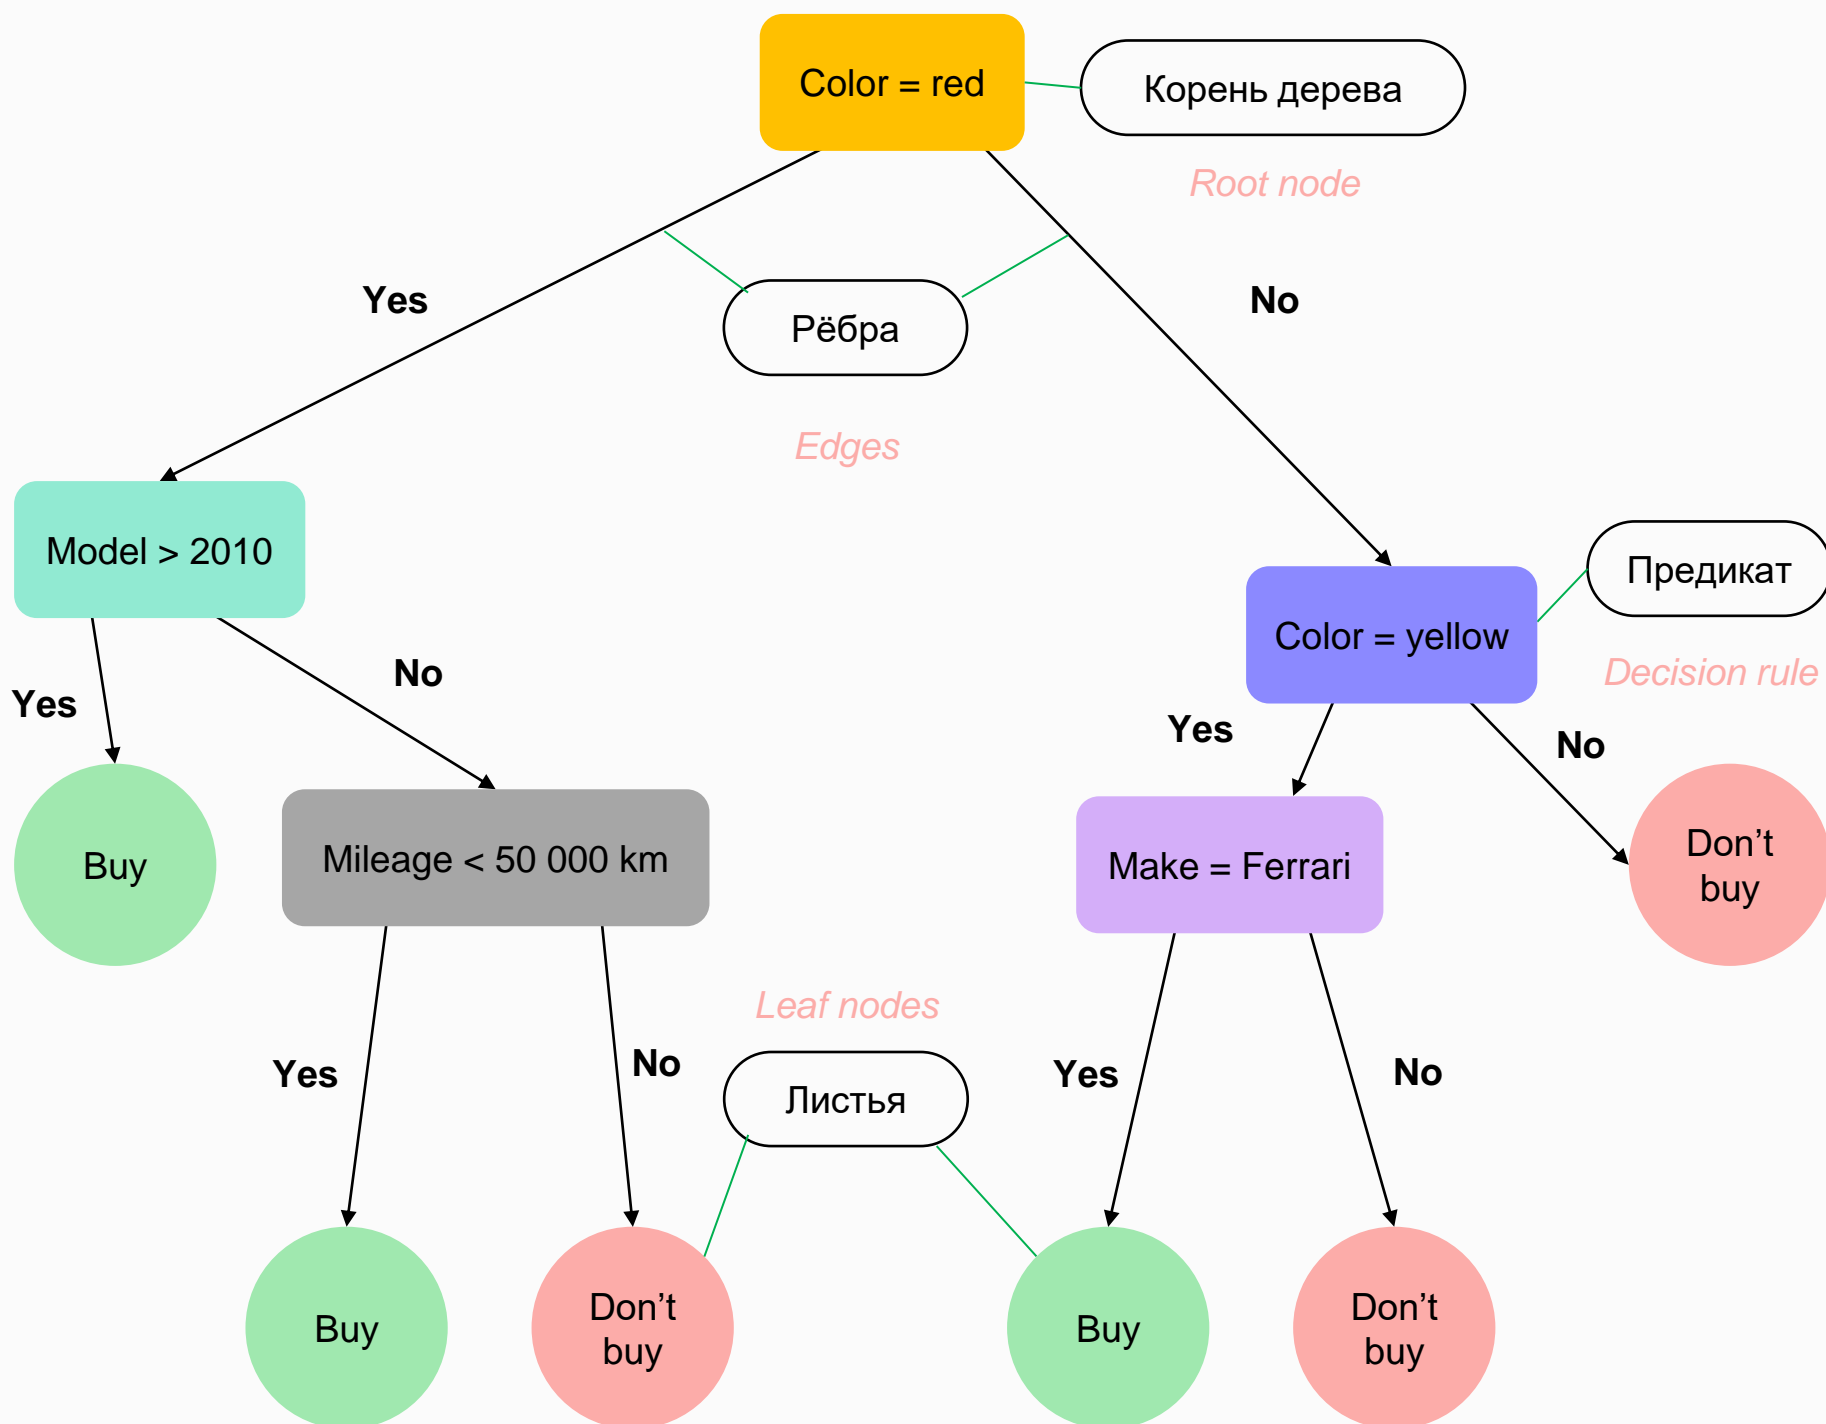 Color = red
Корень дерева
Root node
Yes
No
Рёбра
Edges
Model > 2010
Предикат
Color = yellow
Decision rule
No
Yes
Yes
No
Buy
Mileage < 50 000 km
Make = Ferrari
Don’t
buy
Leaf nodes
Yes
No
Листья
Yes
No
Buy
Don’t
buy
Buy
Don’t
buy